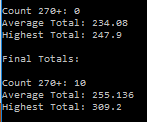 Count 270+: 0
Average Total: 234.08
Highest Total: 247.9
Final Totals:
Count 270+: 10
Average Total: 255.136
Highest Total: 309.2